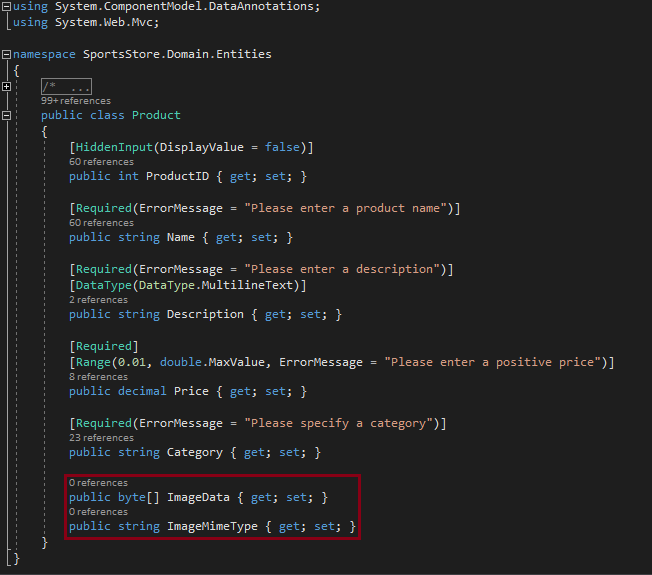 using System.ComponentModel.DataAnnotations;
using System.Web.Mvc;
namespace SportsStore.Domain.Entities
{
/* ...
99+references
public class Product
{
[HiddenInput(DisplayValue = false)]
60 references
public int ProductID { get; set; }
[Required(ErrorMessage = "Please enter a product name")]
60 references
public string Name { get; set; }
[Required(ErrorMessage = "Please enter a description")]
[DataType(DataType.MultilineText)]
2 references
public string Description { get; set; }
[Required]
[Range(0.01, double.MaxValue, ErrorMessage = "Please enter a positive price")]
8 references
public decimal Price { get; set; }
[Required(ErrorMessage = "Please specify a category")]
23 references
public string Category { get; set; }
0 references
public byte[] ImageData { get; set; }
0 references
public string ImageMimeType { get; set; }
}
}